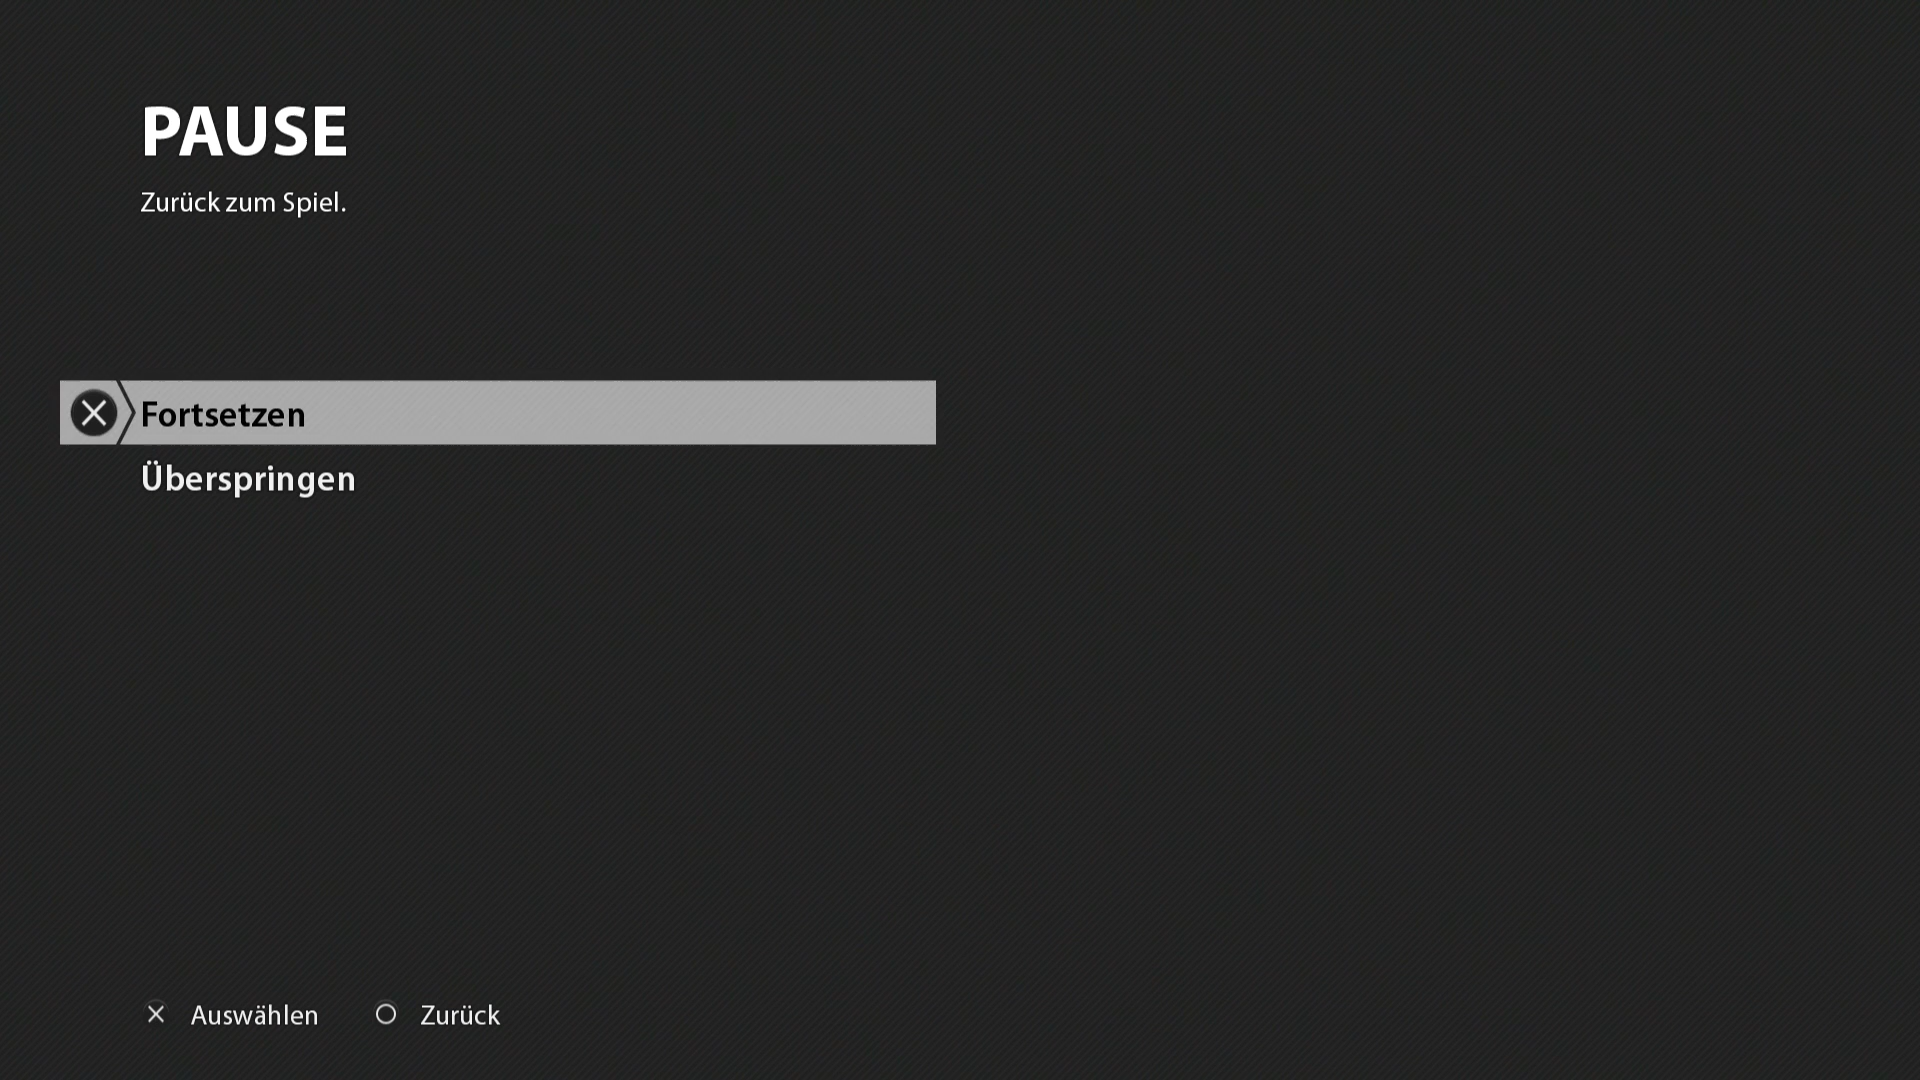 PAUSE
Zurück zum Spiel.
Fortsetzen
Überspringen
Auswählen Zurück